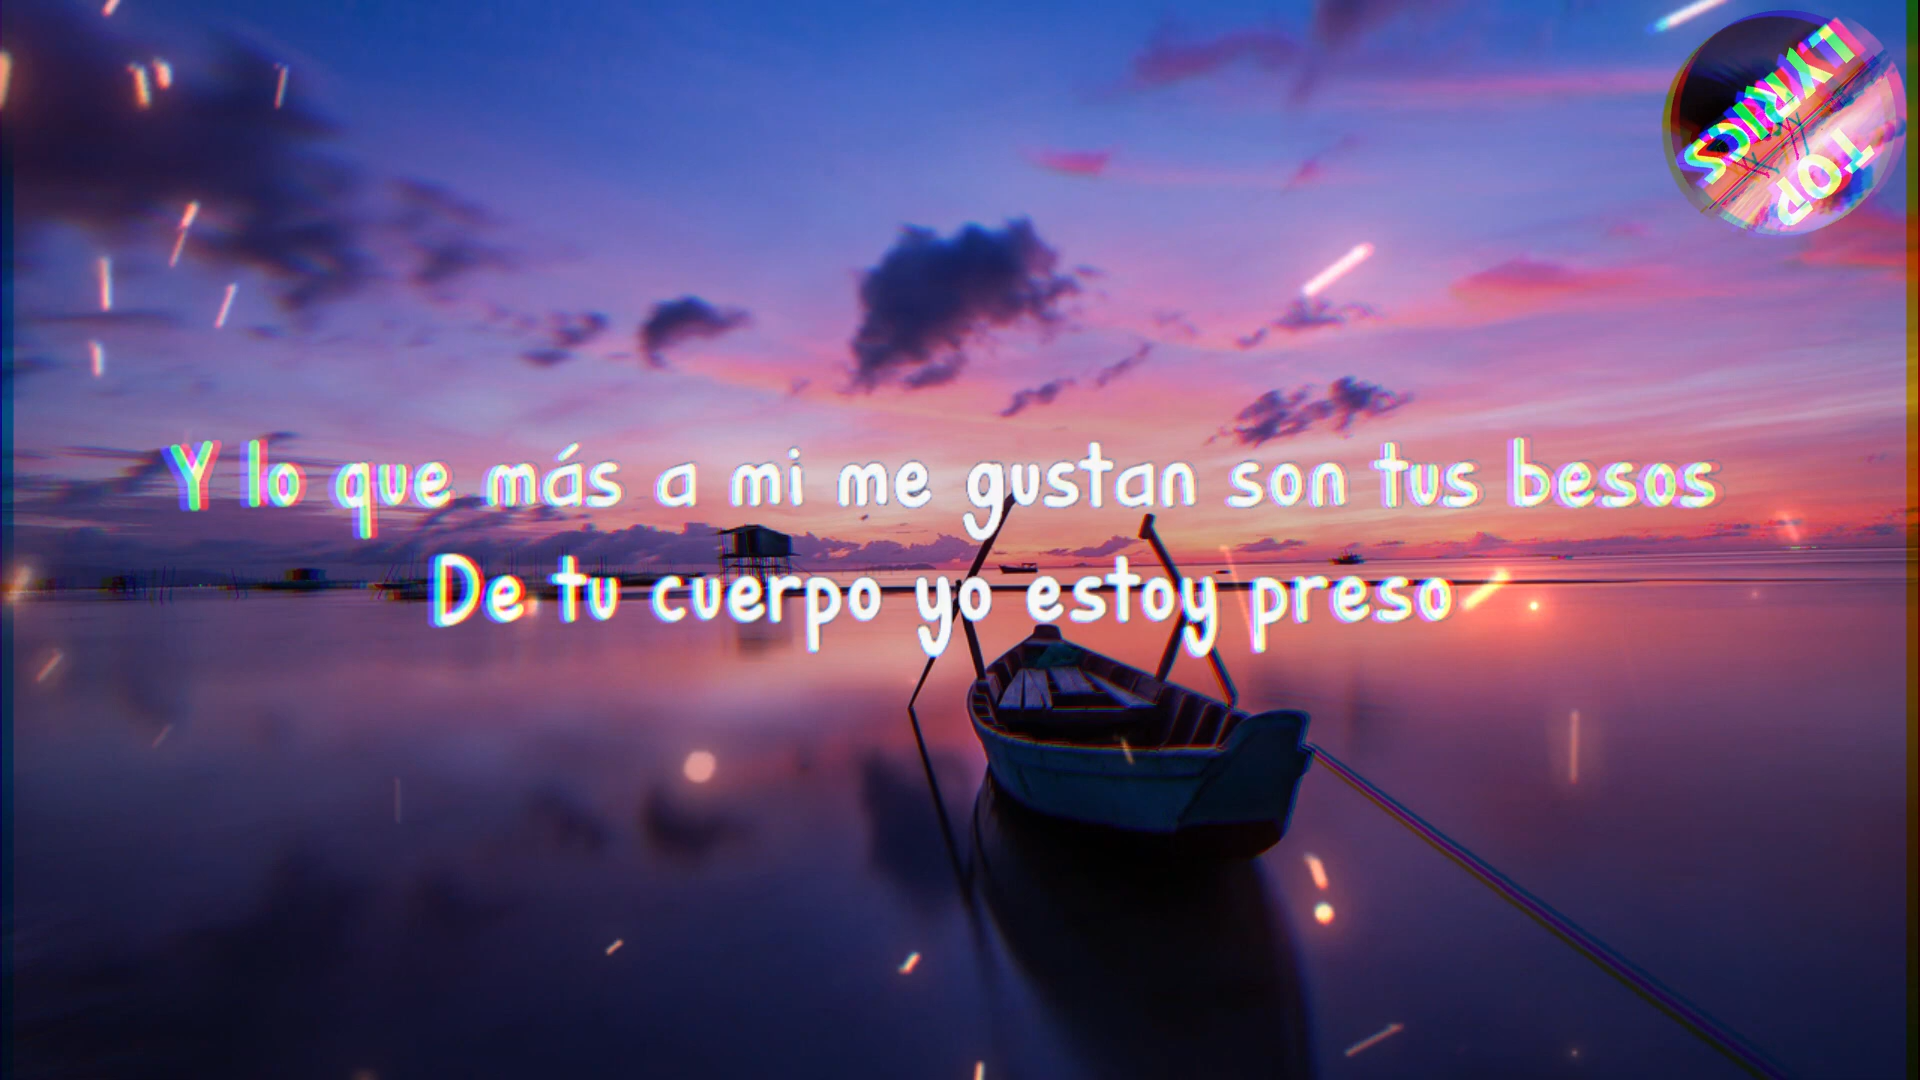 TOP
LYRICS
Y lo que más a mi me gustan son tus besos
De tu cuerpo yo estoy preso